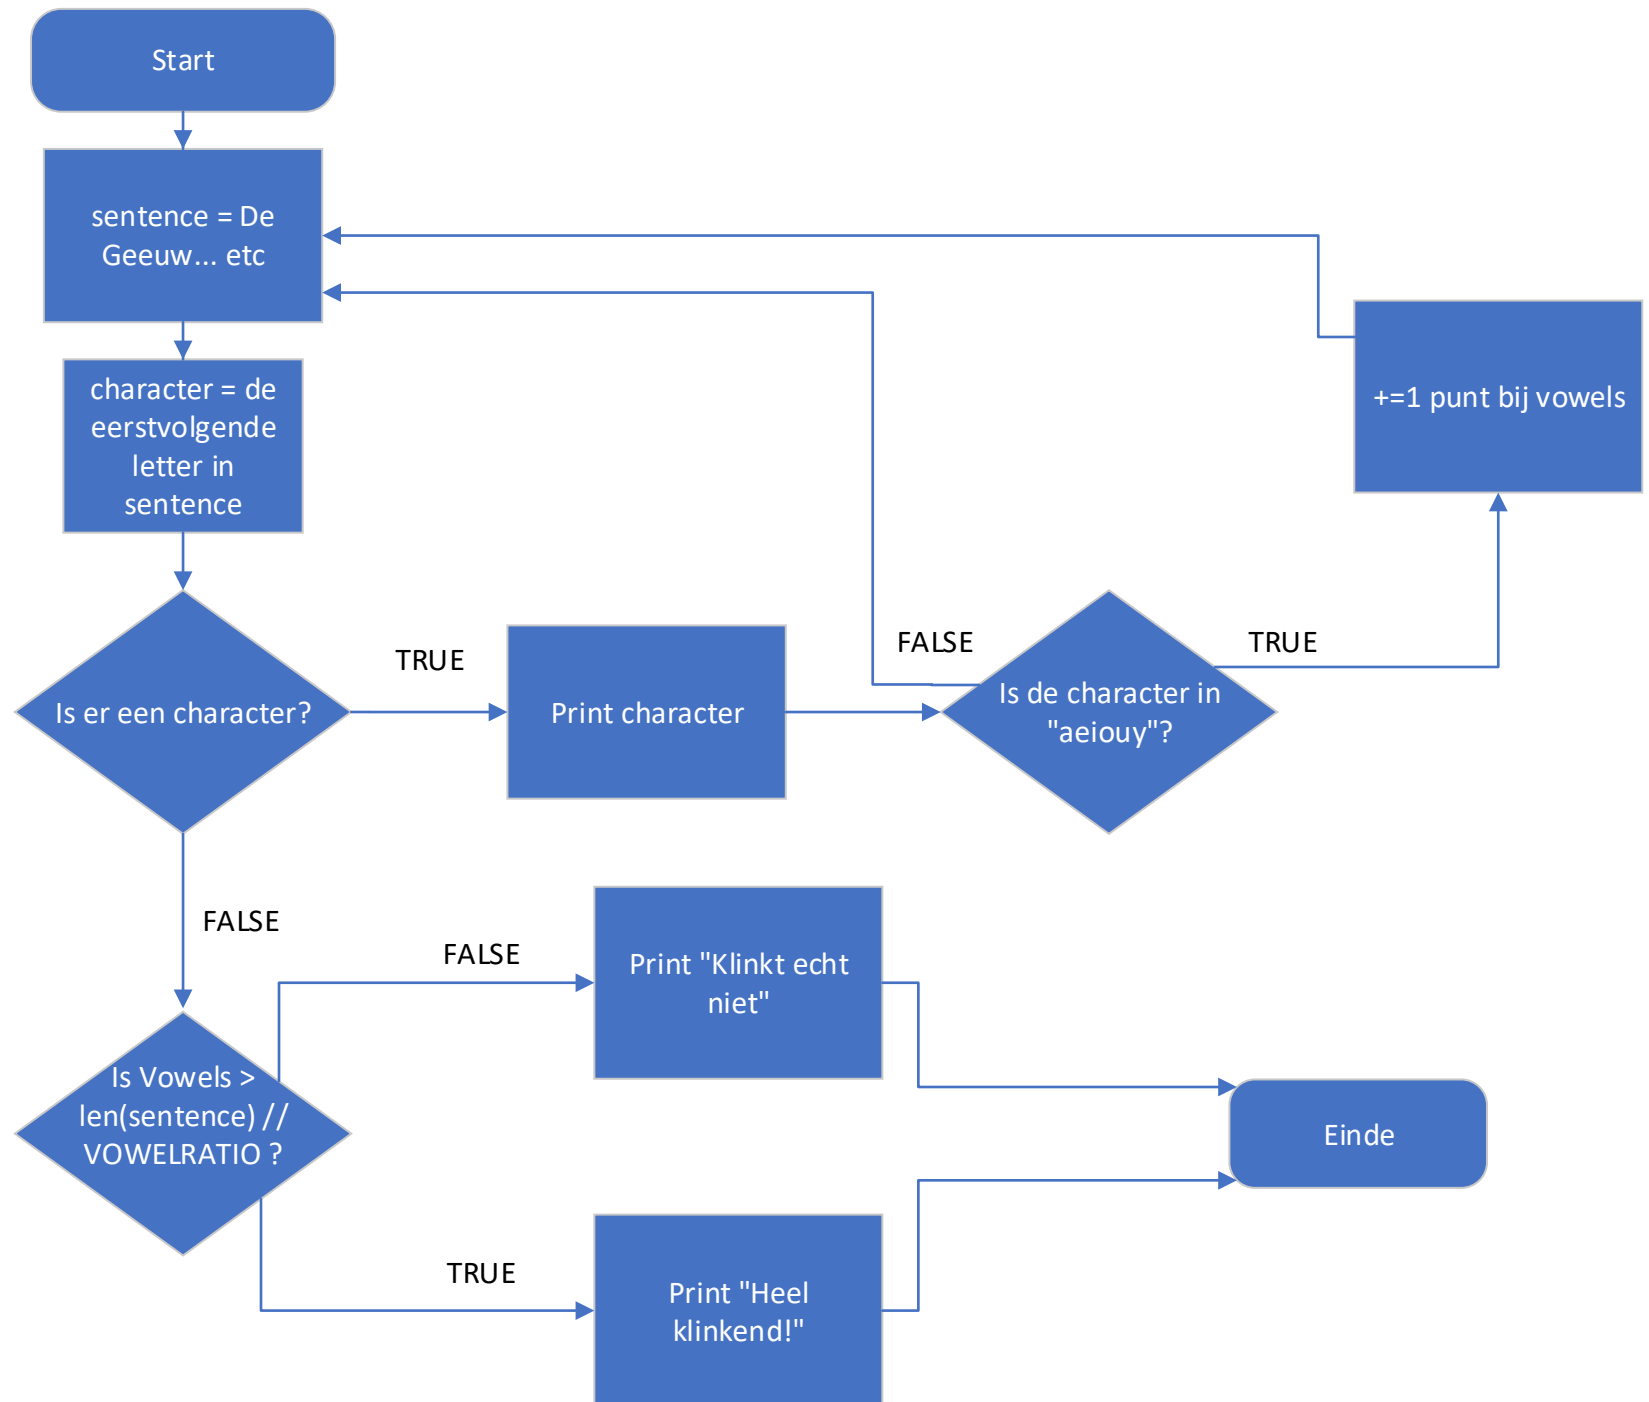 Start
sentence = De
Geeuw... etc
character = de
eerstvolgende
letter in
sentence
+=1 punt bij vowels
Is er een character?
TRUE
Print character
FALSE
TRUE
Is de character in
"aeiouy"?
FALSE
FALSE
Print "Klinkt echt
niet"
Is Vowels >
len(sentence) //
VOWELRATIO ?
Einde
TRUE
Print "Heel
klinkend!"